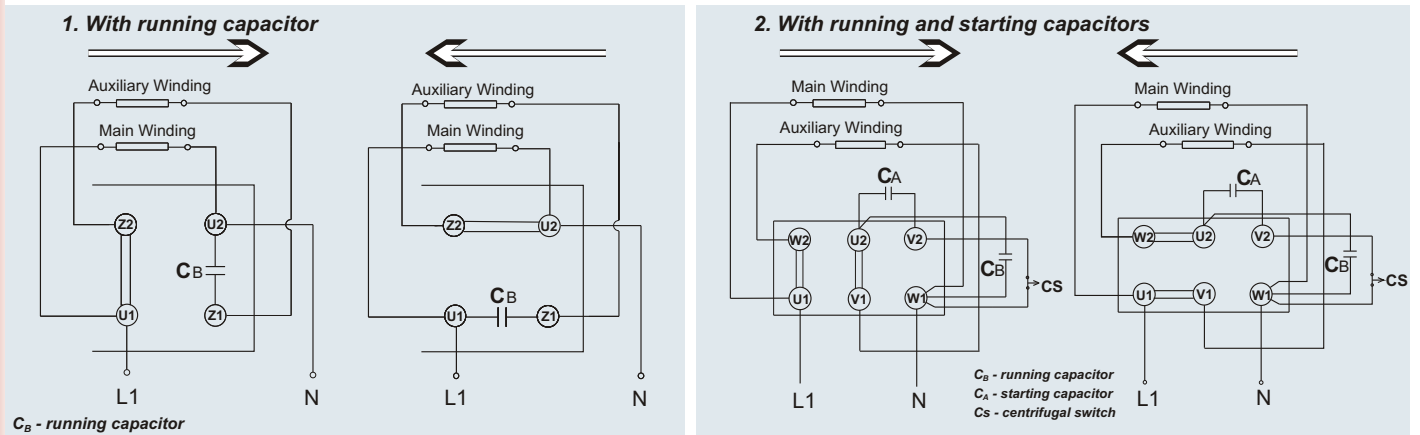 1. With running capacitor
Auxiliary Winding
Main Winding
Z2
U2
CB
U1
Z1
L1
N
Auxiliary Winding
Main Winding
Z2
U2
CB
U1
Z1
L1
N
CB - running capacitor
2. With running and starting capacitors
Main Winding
Auxiliary Winding
CA
W2
U2
V2
CB
CS
U1
V1
W1
L1
N
Main Winding
Auxiliary Winding
CA
W2
U2
V2
CB
CS
U1
V1
W1
L1
N
CB - running capacitor
CA - starting capacitor
Cs - centrifugal switch